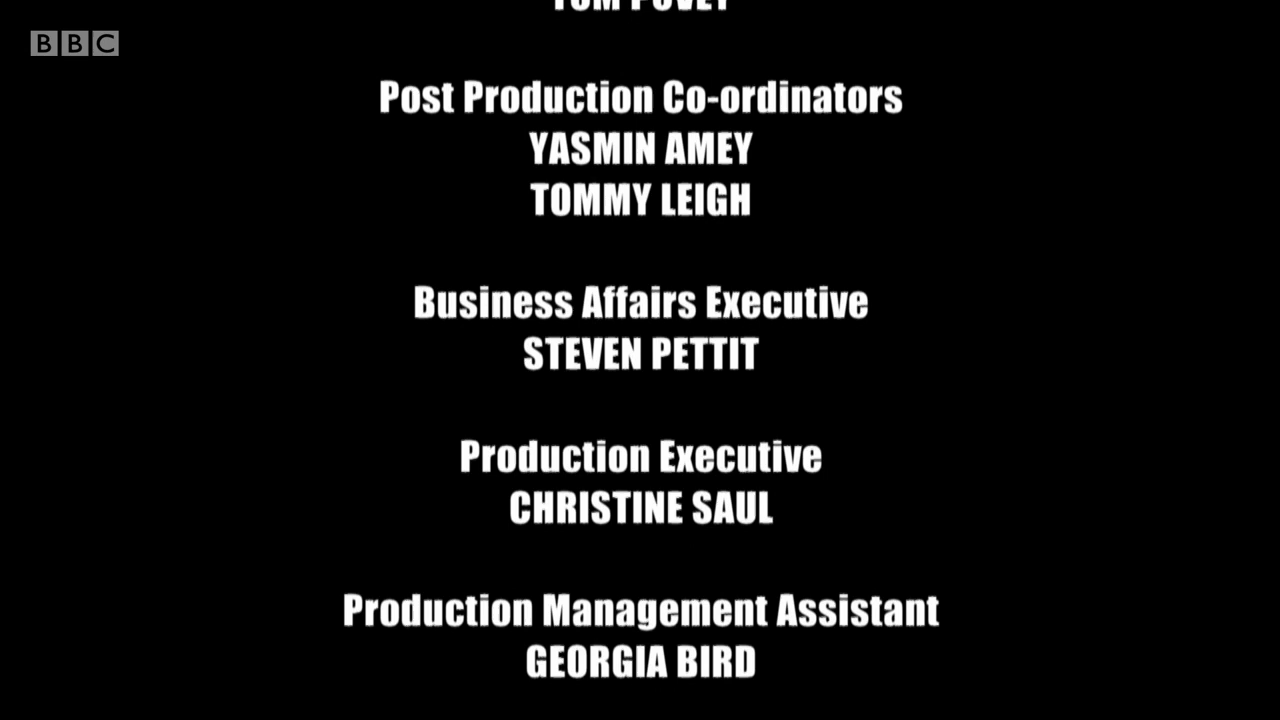 BBC
Post Production Co-ordinators
YASMIN AMEY
TOMMY LEIGH
Business Affairs Executive
STEVEN PETTIT
Production Executive
CHRISTINE SAUL
Production Management Assistant
GEORGIA BIRD